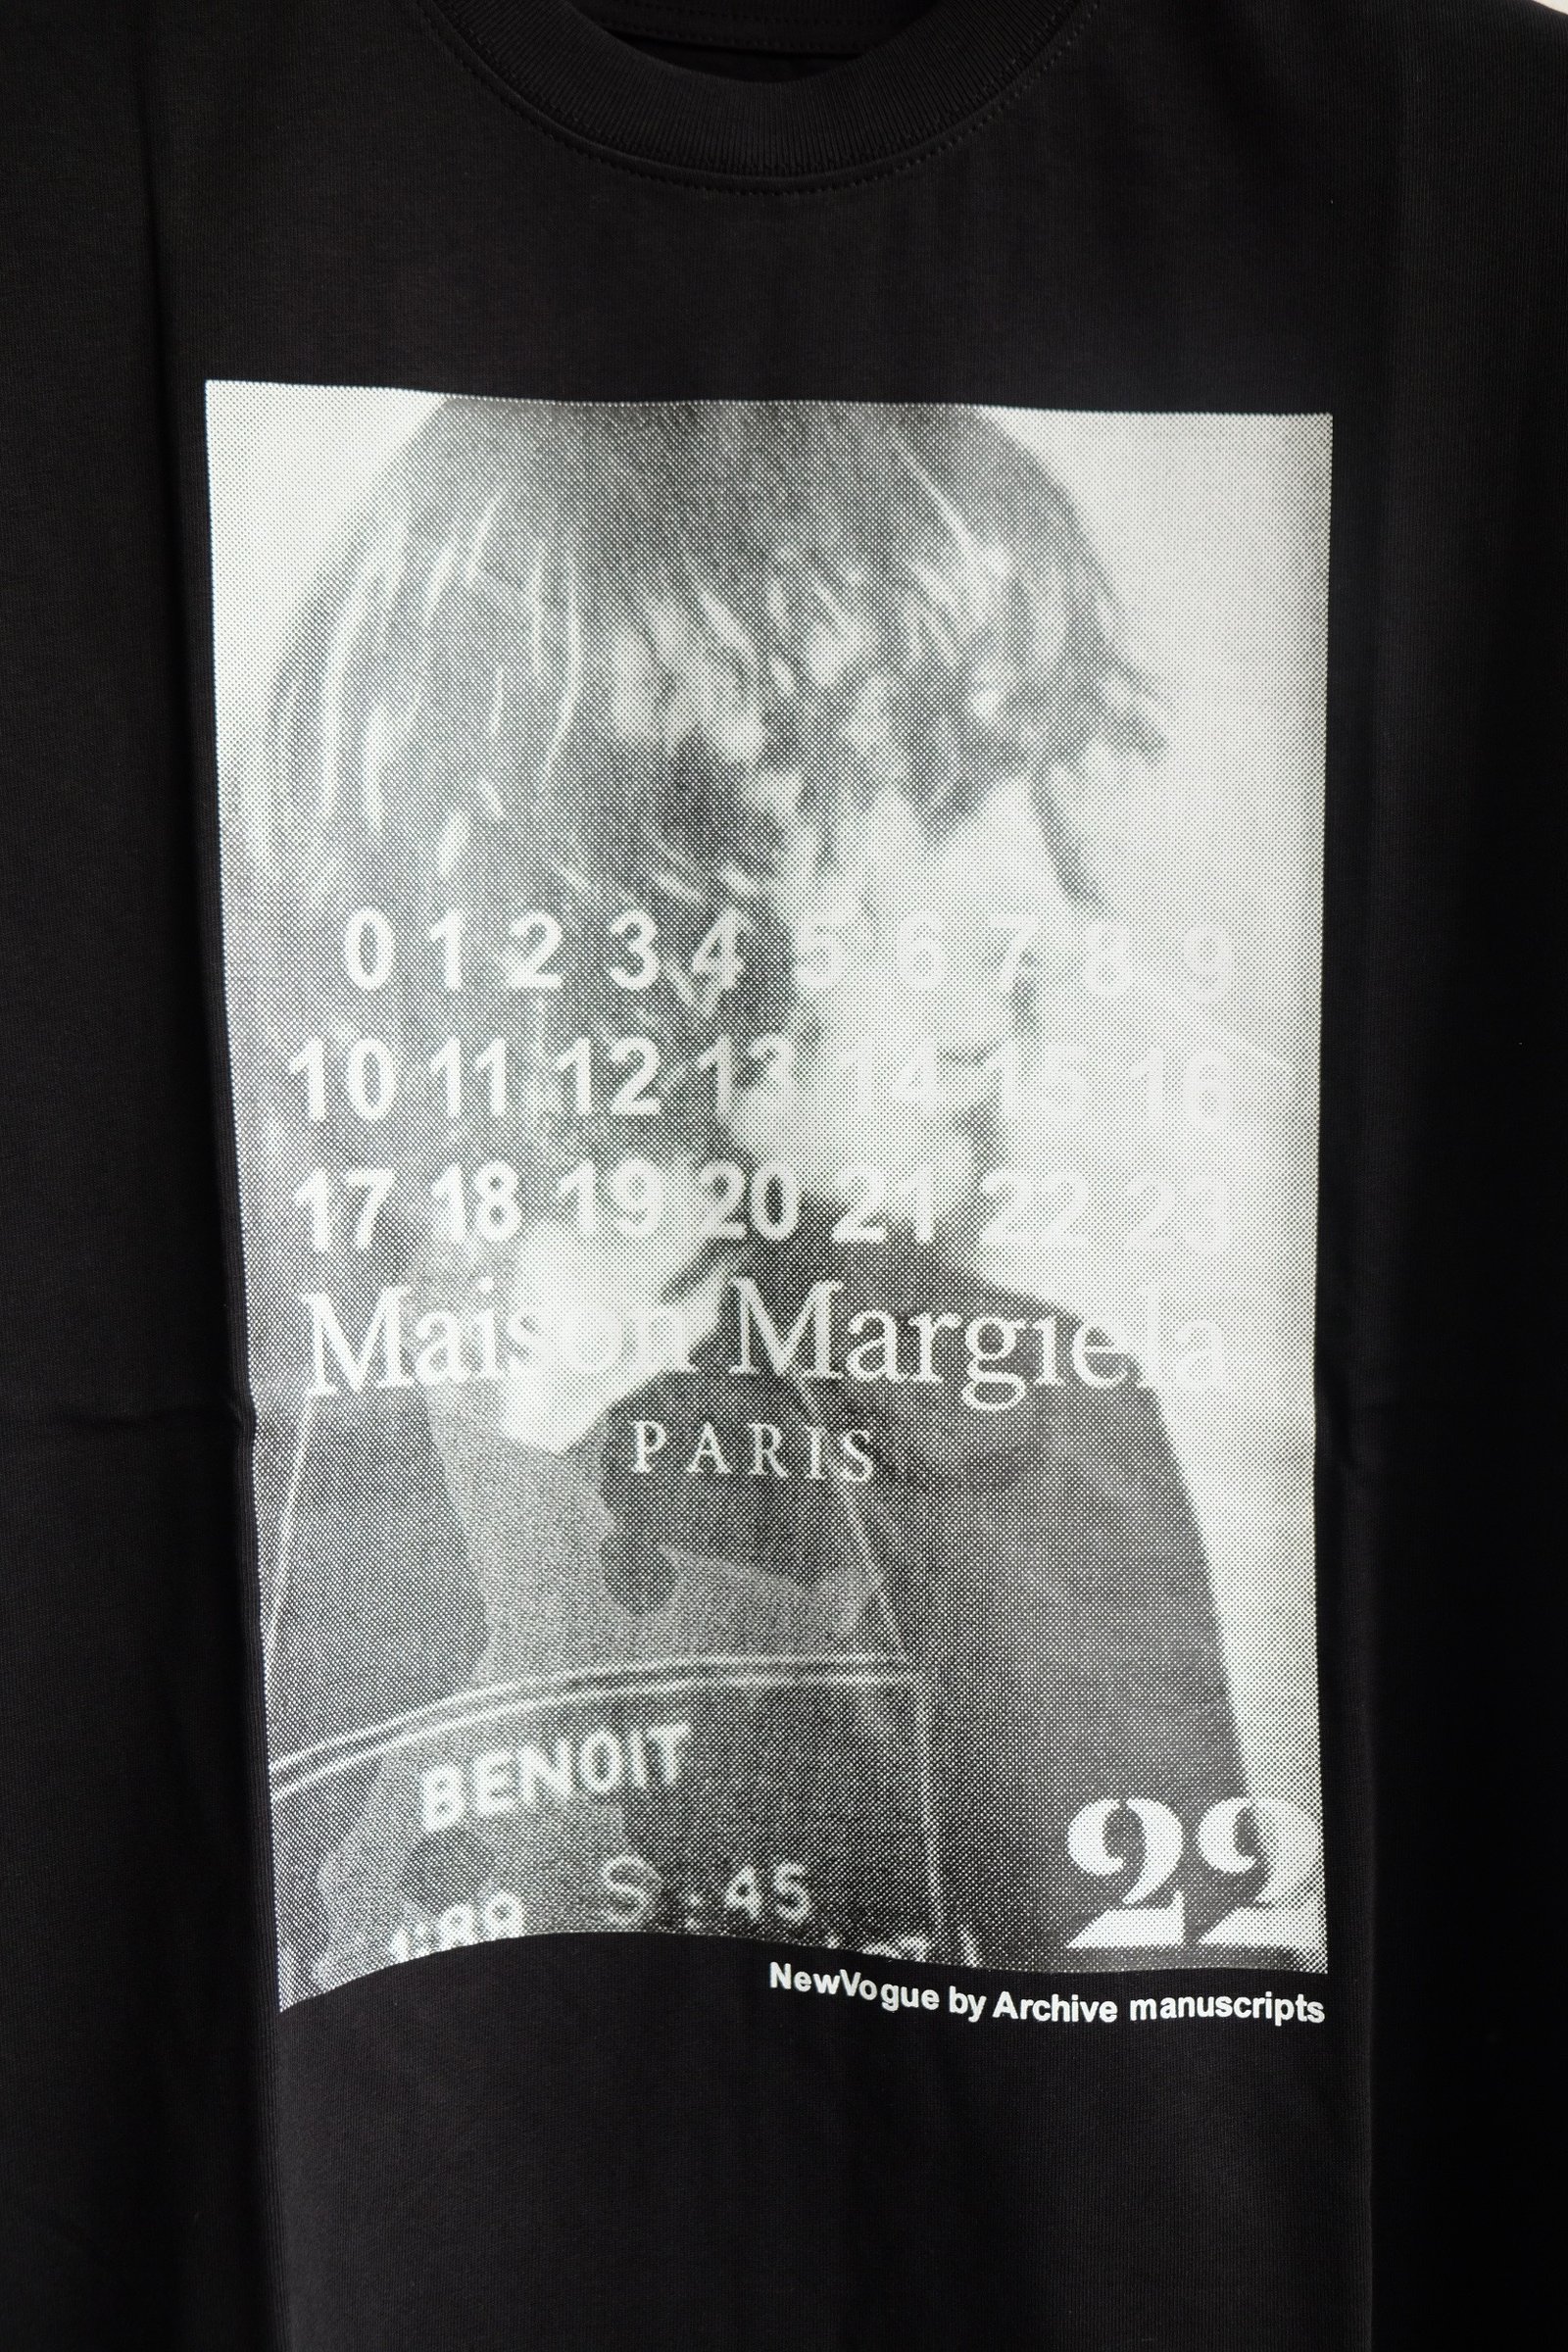 0 1 2 3 4 5 6 7 8 9
10 11 12 13 14 15 16
17 18 19 20 21 22 23
Maison Margiela
PARIS
BENOIT
S:45
22
NewVogue by Archive manuscripts